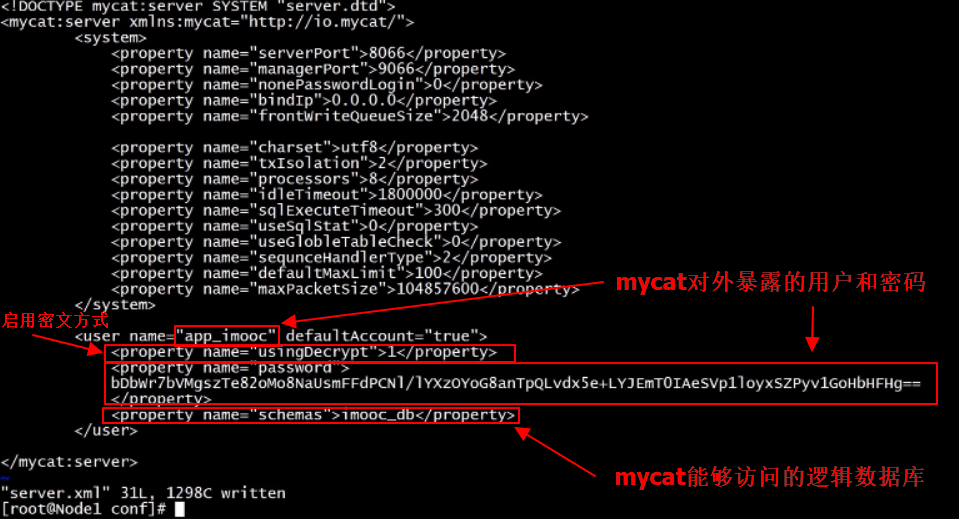 <!DOCTYPE mycat:server SYSTEM "server.dtd">
<mycat:server xmlns:mycat="http://io.mycat/">
<system>
<property name="serverPort">8066</property>
<property name="managerPort">9066</property>
<property name="nonePasswordLogin">0</property>
<property name="bindIp">0.0.0.0</property>
<property name="frontWriteQueueSize">2048</property>
<property name="charset">utf8</property>
<property name="txIsolation">2</property>
<property name="processors">8</property>
<property name="idleTimeout">1800000</property>
<property name="sqlExecuteTimeout">300</property>
<property name="useSqlStat">0</property>
<property name="useGlobleTableCheck">0</property>
<property name="sequnceHandlerType">2</property>
<property name="defaultMaxLimit">100</property>
<property name="maxPacketSize">104857600</property>
mycat对外暴露的用户和密码
</system>
启用密文方式
<user name="app_imooc" defaultAccount="true">
<property name="usingDecrypt">1</property>
<property name="password">
bDbWr7bVMgszTe82oMo8NaUsmFFdPCNl/lYXzOYoG8anTpQLvdx5e+LYJEmT0IAeSVp1loyxSZPyv1GoHbHFHg==
</property>
<property name="schemas">imooc_db</property>
</user>
</mycat:server>
mycat能够访问的逻辑数据库
~
"server.xml" 31L, 1298C written
[root@Node1 conf]#